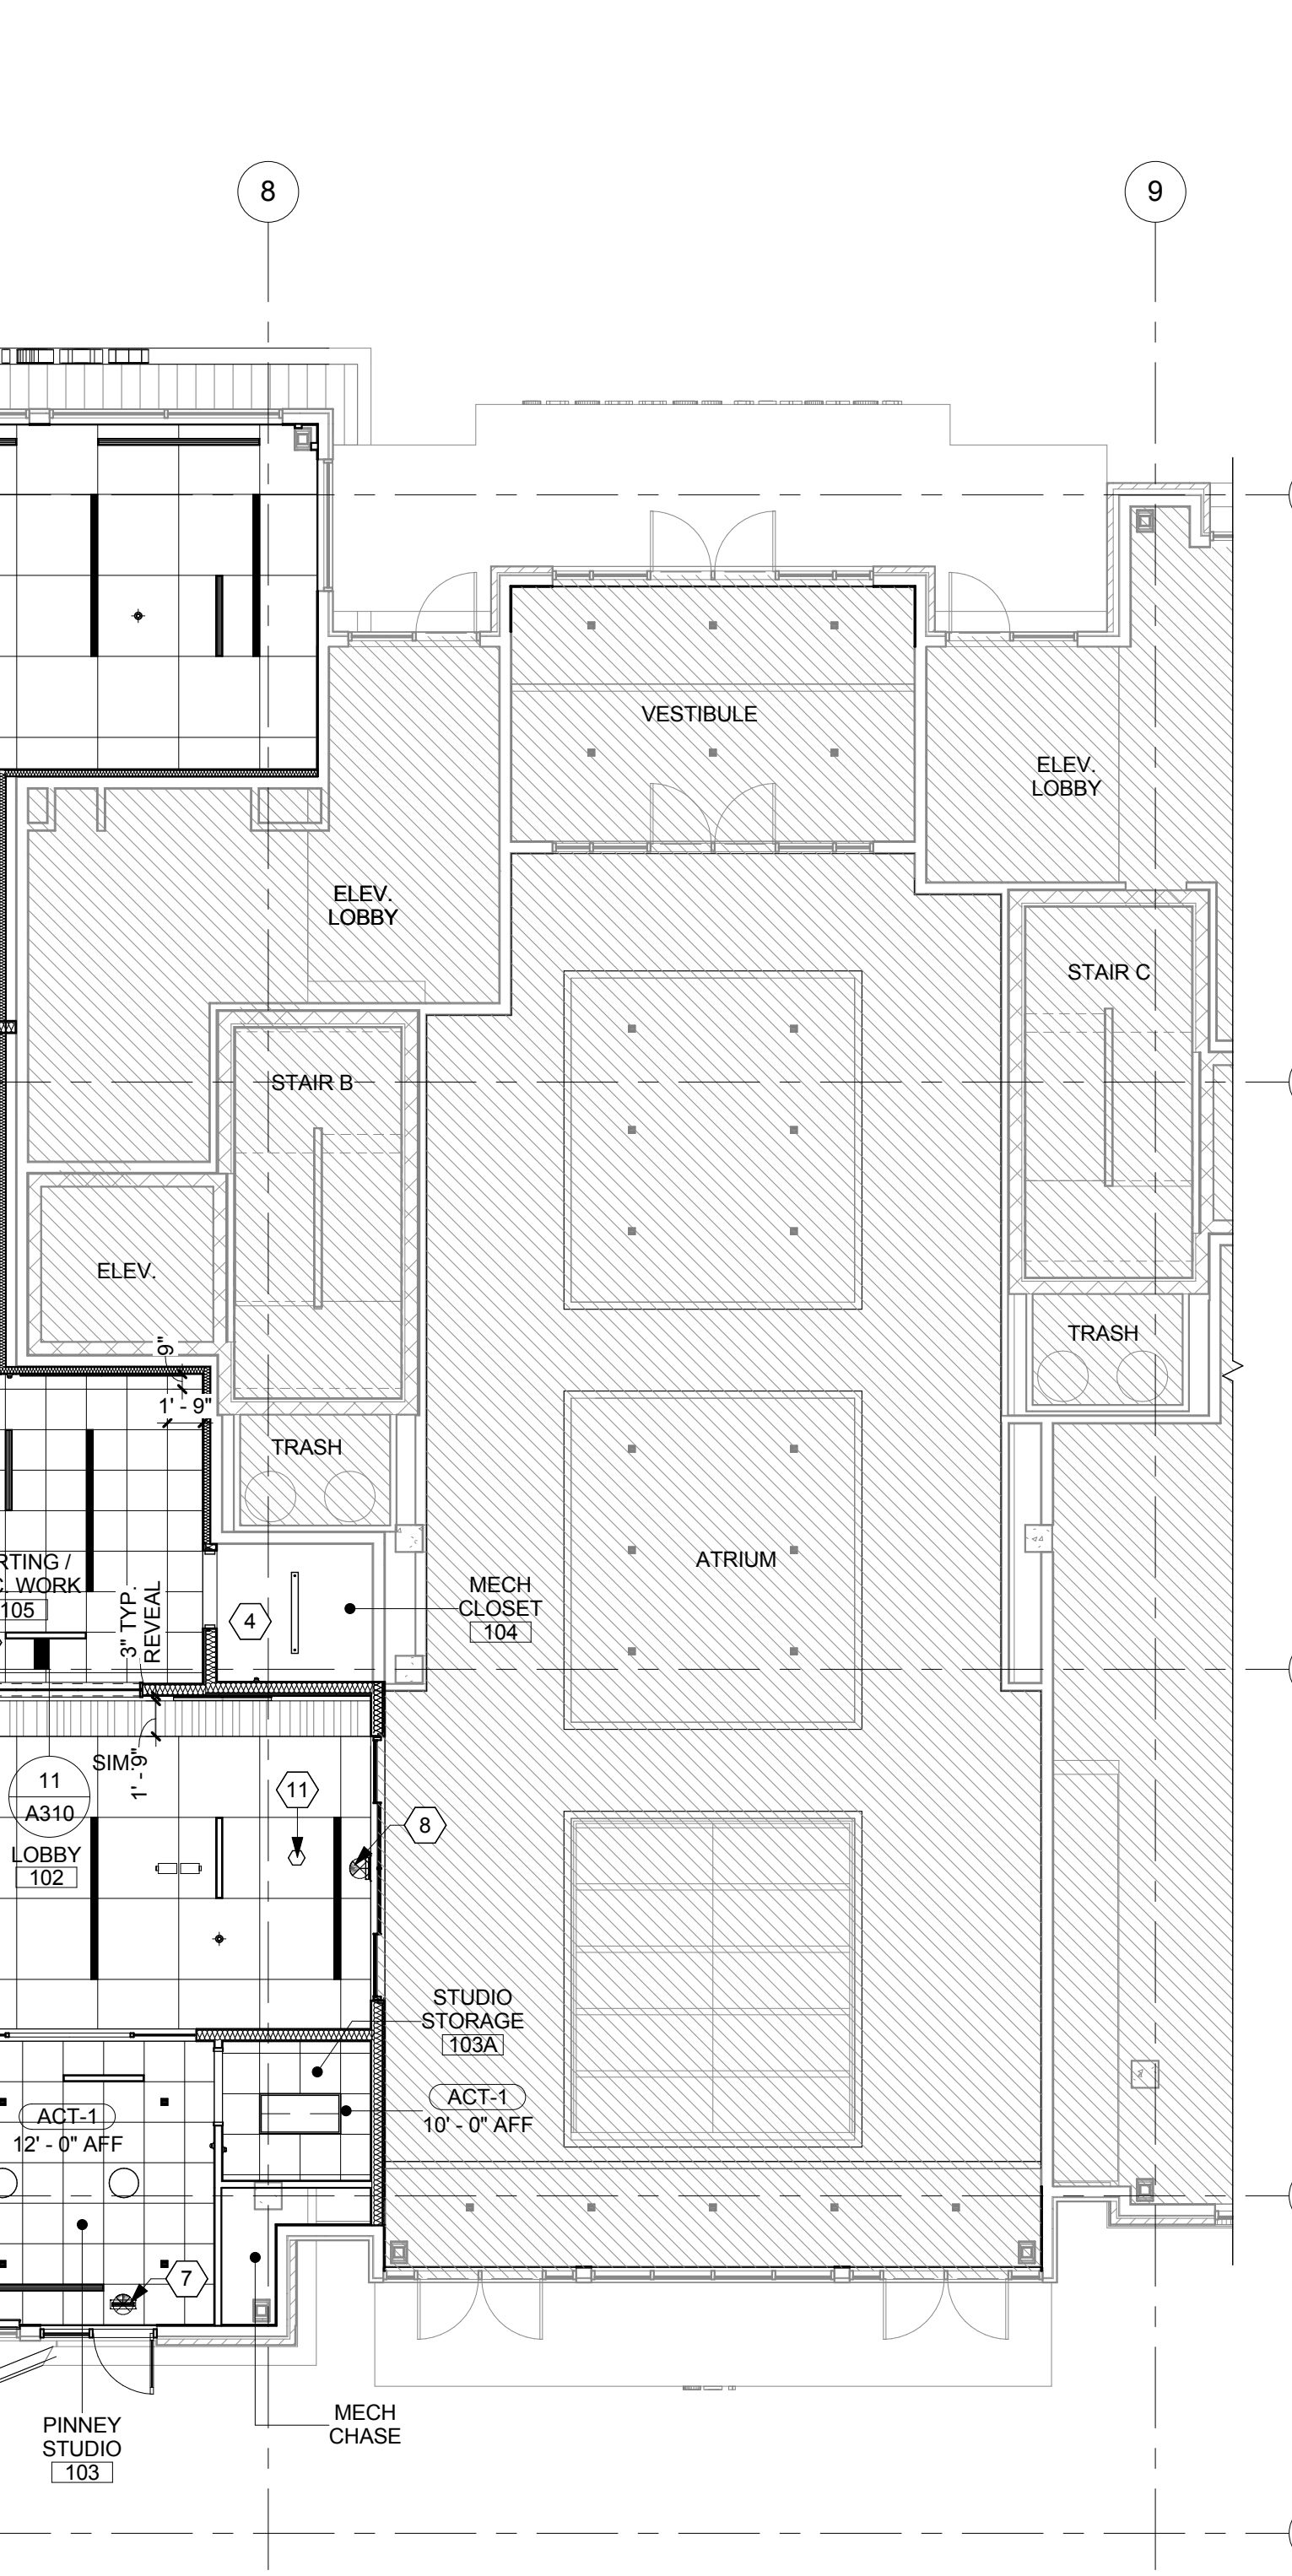 8
9
VESTIBULE
ELEV.
LOBBY
ELEV.
LOBBY
STAIR C
STAIR B
ELEV.
TRASH
9"
1' - 9"
TRASH
ATRIUM
RTING /
WORK
105
3" TYP.
REVEAL
4
MECH
CLOSET
104
SIM.
1' - 9"
11
A310
11
8
LOBBY
102
STUDIO
STORAGE
103A
ACT-1
10' - 0" AFF
ACT-1
12' - 0" AFF
7
MECH
CHASE
PINNEY
STUDIO
103